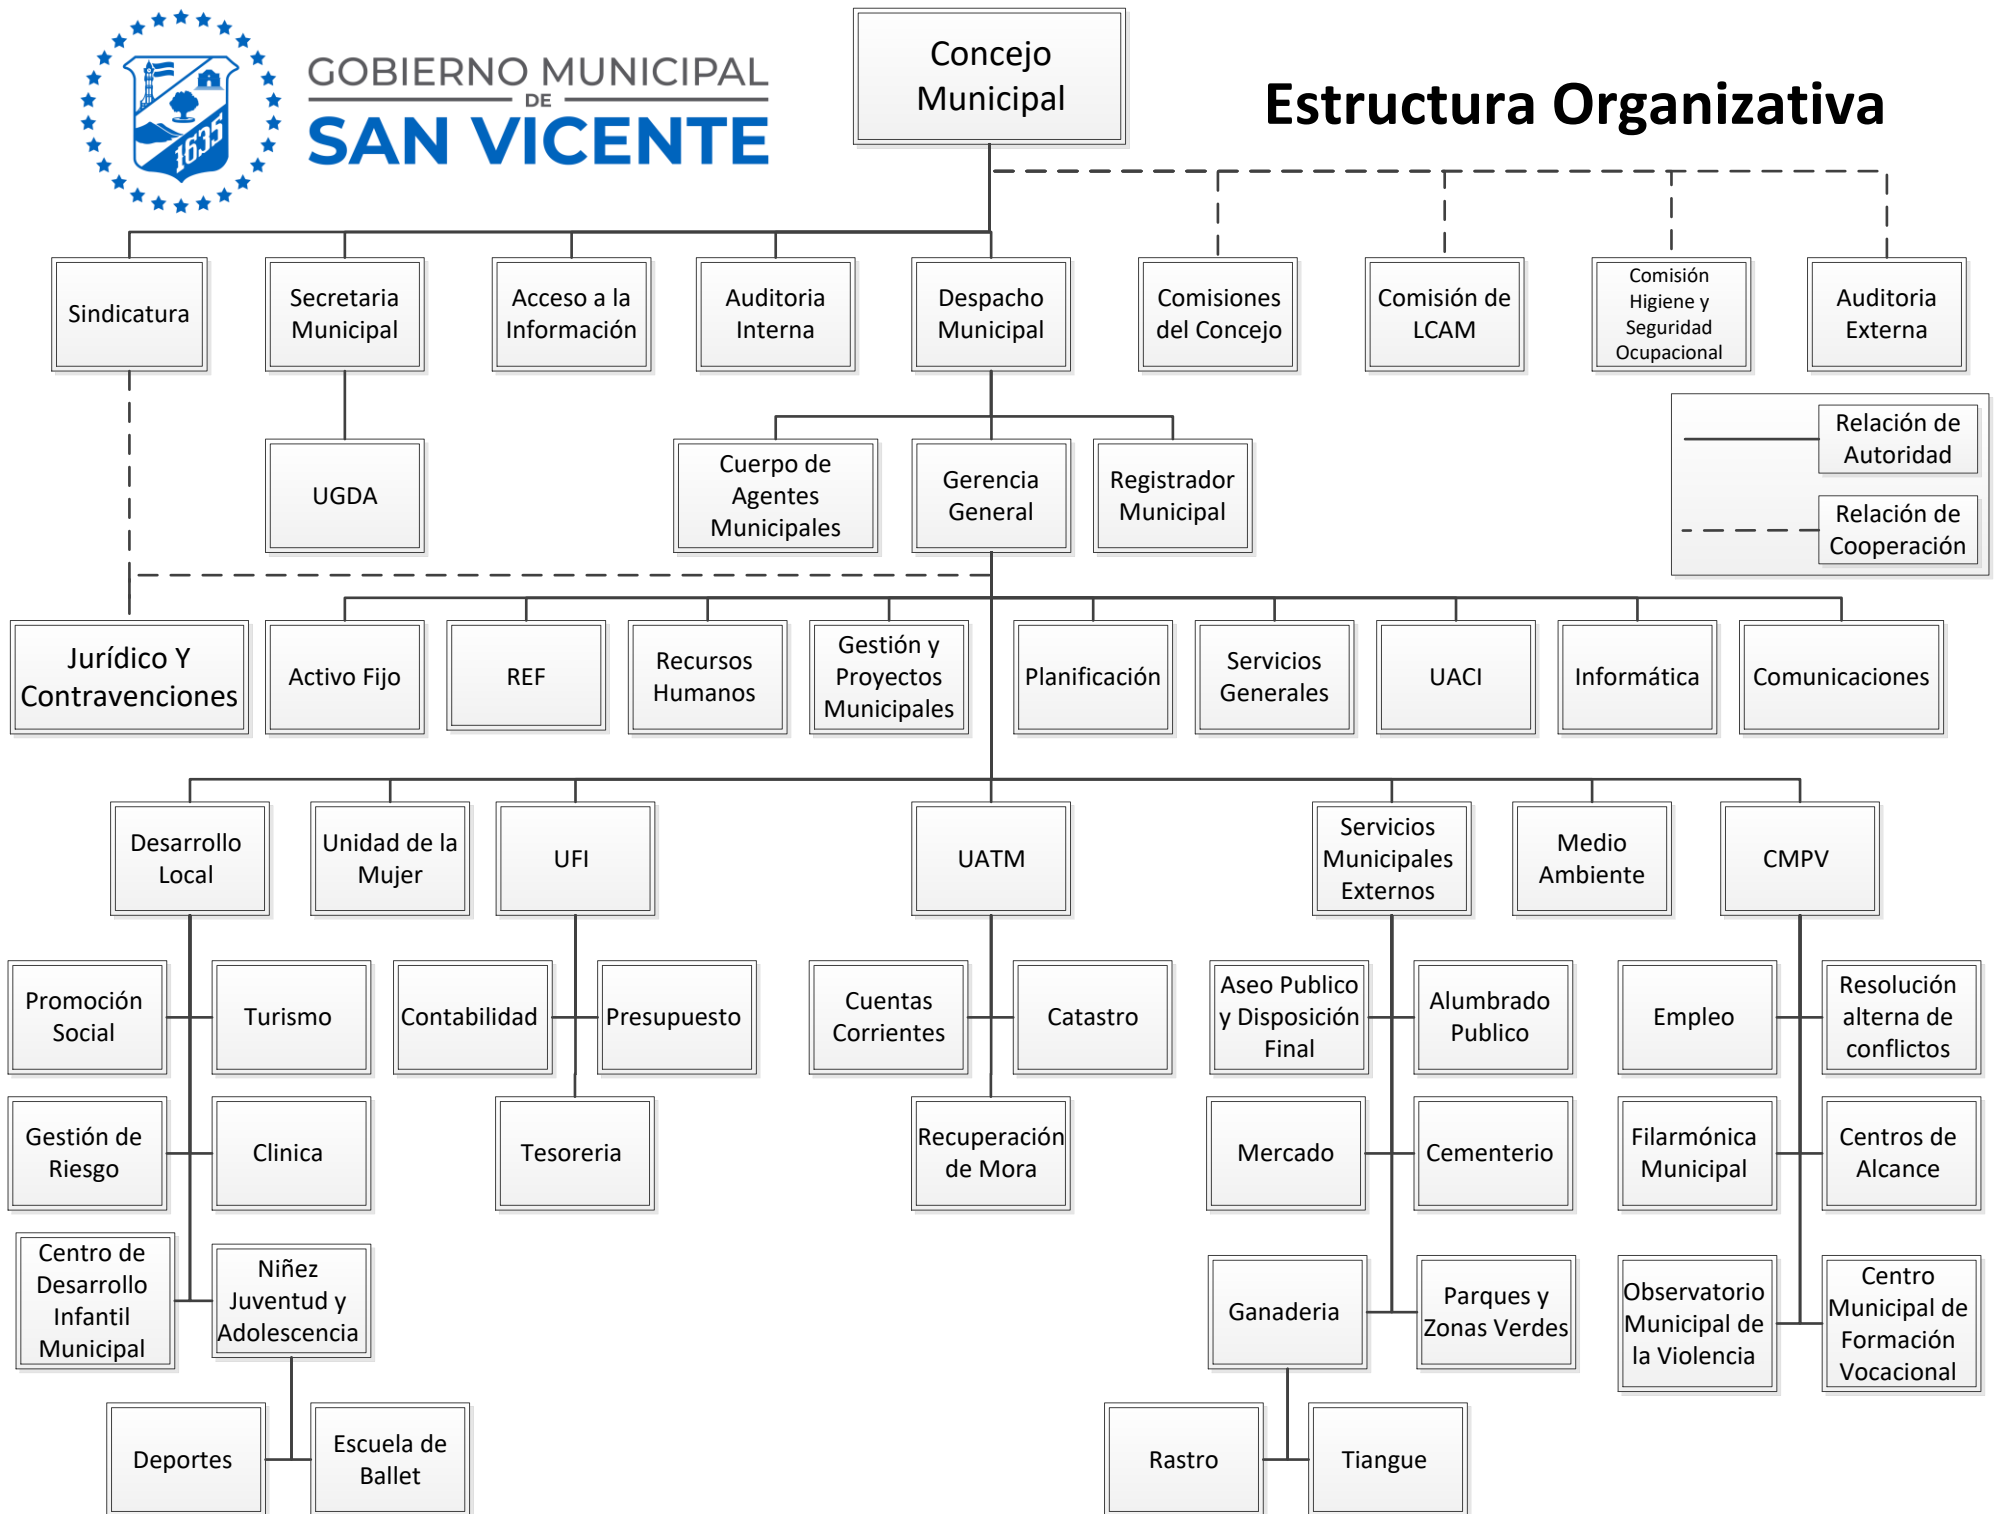 GOBIERNO MUNICIPAL
DE
SAN VICENTE
1635
Concejo
Municipal
Estructura Organizativa
Sindicatura
Secretaria
Municipal
Acceso a la
Información
Auditoria
Interna
Despacho
Municipal
Comisiones
del Concejo
Comisión de
LCAM
Comisión
Higiene y
Seguridad
Ocupacional
Auditoria
Externa
Relación de
Autoridad
Relación de
Cooperación
UGDA
Cuerpo de
Agentes
Municipales
Gerencia
General
Registrador
Municipal
Jurídico Y
Contravenciones
Activo Fijo
REF
Recursos
Humanos
Gestión y
Proyectos
Municipales
Planificación
Servicios
Generales
UACI
Informática
Comunicaciones
Desarrollo
Local
Unidad de la
Mujer
UFI
UATM
Servicios
Municipales
Externos
Medio
Ambiente
CMPV
Promoción
Social
Turismo
Contabilidad
Presupuesto
Cuentas
Corrientes
Catastro
Aseo Publico
y Disposición
Final
Alumbrado
Publico
Empleo
Resolución
alterna de
conflictos
Gestión de
Riesgo
Clinica
Tesoreria
Recuperación
de Mora
Mercado
Cementerio
Filarmónica
Municipal
Centros de
Alcance
Centro de
Desarrollo
Infantil
Municipal
Niñez
Juventud y
Adolescencia
Ganaderia
Parques y
Zonas Verdes
Observatorio
Municipal de
la Violencia
Centro
Municipal de
Formación
Vocacional
Deportes
Escuela de
Ballet
Rastro
Tiangue